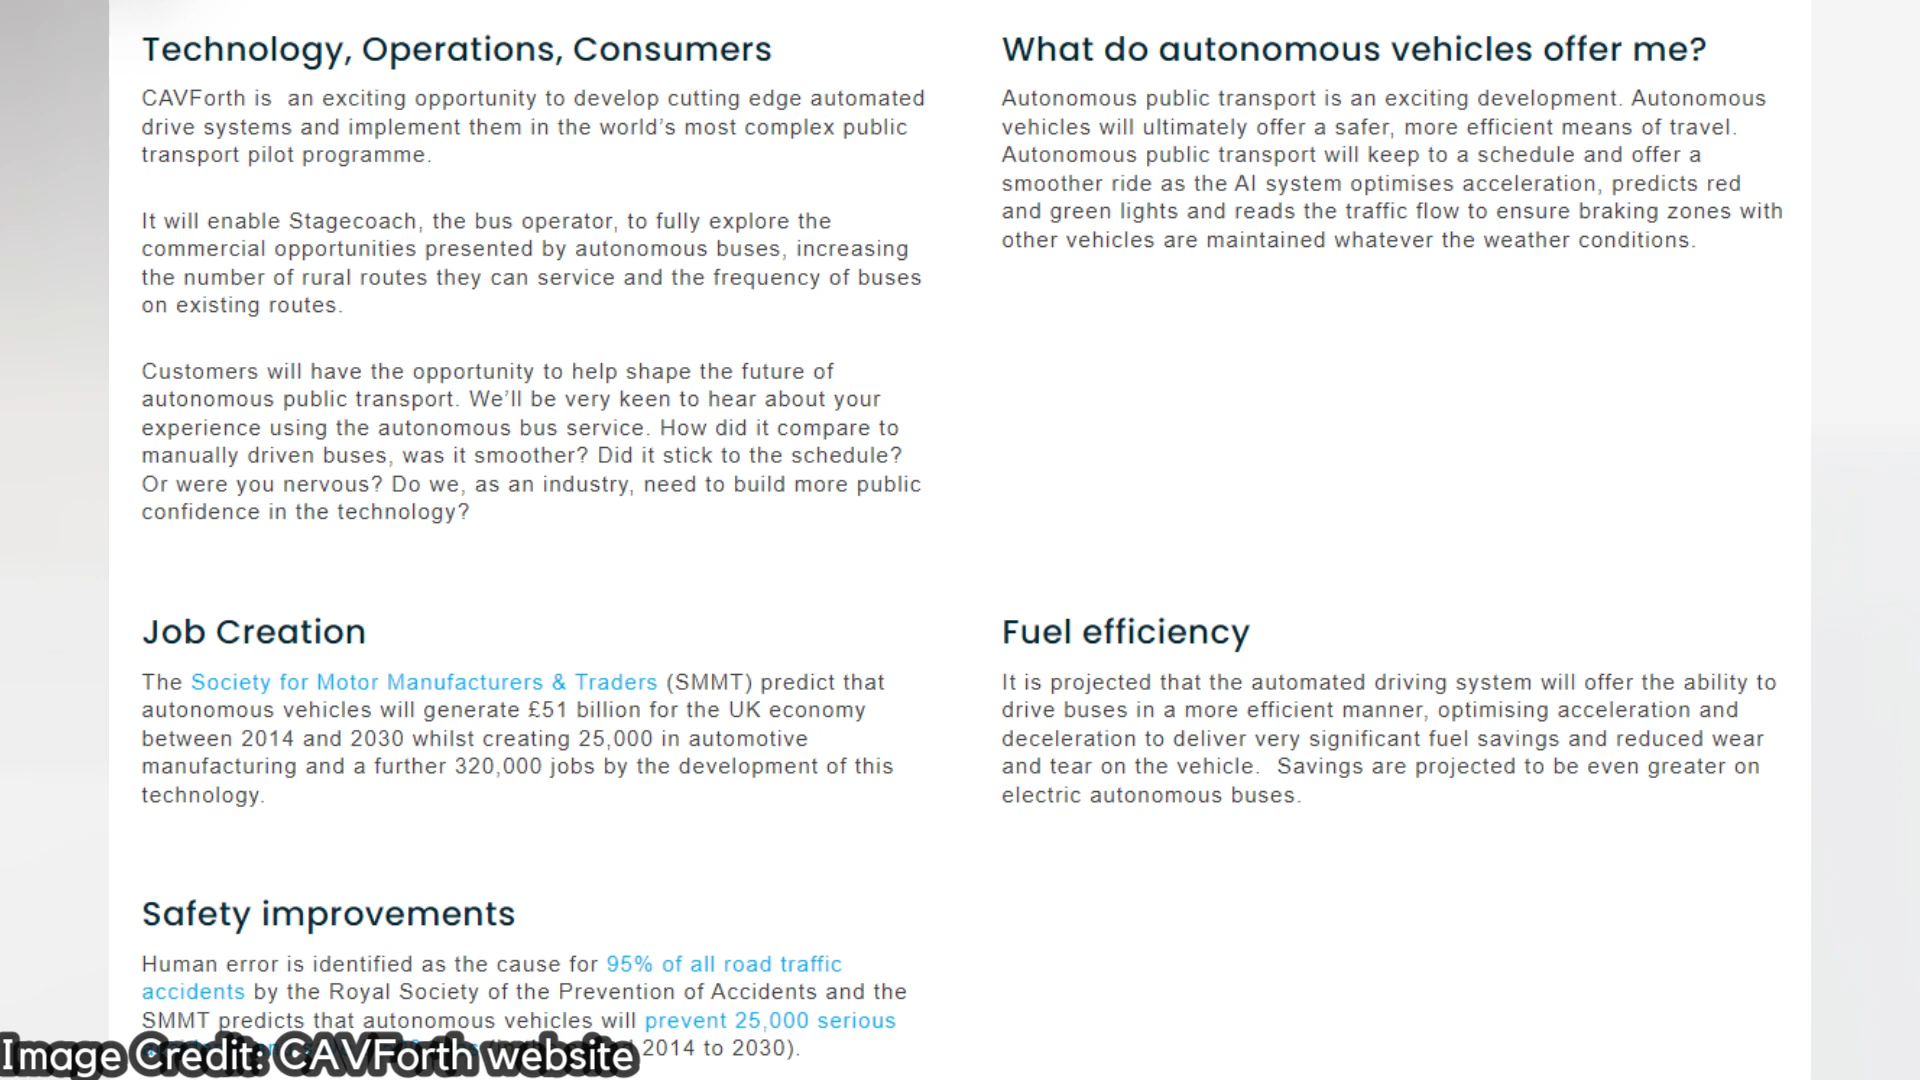 Technology, Operations, Consumers
CAVForth is  an exciting opportunity to develop cutting edge automated
drive systems and implement them in the world’s most complex public
transport pilot programme.
It will enable Stagecoach, the bus operator, to fully explore the
commercial opportunities presented by autonomous buses, increasing
the number of rural routes they can service and the frequency of buses
on existing routes.
Customers will have the opportunity to help shape the future of
autonomous public transport. We’ll be very keen to hear about your
experience using the autonomous bus service. How did it compare to
manually driven buses, was it smoother? Did it stick to the schedule?
Or were you nervous? Do we, as an industry, need to build more public
confidence in the technology?
What do autonomous vehicles offer me?
Autonomous public transport is an exciting development. Autonomous
vehicles will ultimately offer a safer, more efficient means of travel.
Autonomous public transport will keep to a schedule and offer a
smoother ride as the AI system optimises acceleration, predicts red
and green lights and reads the traffic flow to ensure braking zones with
other vehicles are maintained whatever the weather conditions.
Job Creation
The Society for Motor Manufacturers & Traders (SMMT) predict that
autonomous vehicles will generate £51 billion for the UK economy
between 2014 and 2030 whilst creating 25,000 in automotive
manufacturing and a further 320,000 jobs by the development of this
technology.
Fuel efficiency
It is projected that the automated driving system will offer the ability to
drive buses in a more efficient manner, optimising acceleration and
deceleration to deliver very significant fuel savings and reduced wear
and tear on the vehicle.  Savings are projected to be even greater on
electric autonomous buses.
Safety improvements
Human error is identified as the cause for 95% of all road traffic
accidents by the Royal Society of the Prevention of Accidents and the
SMMT predicts that autonomous vehicles will prevent 25,000 serious
2014 to 2030).
Image Credit: CAVForth website